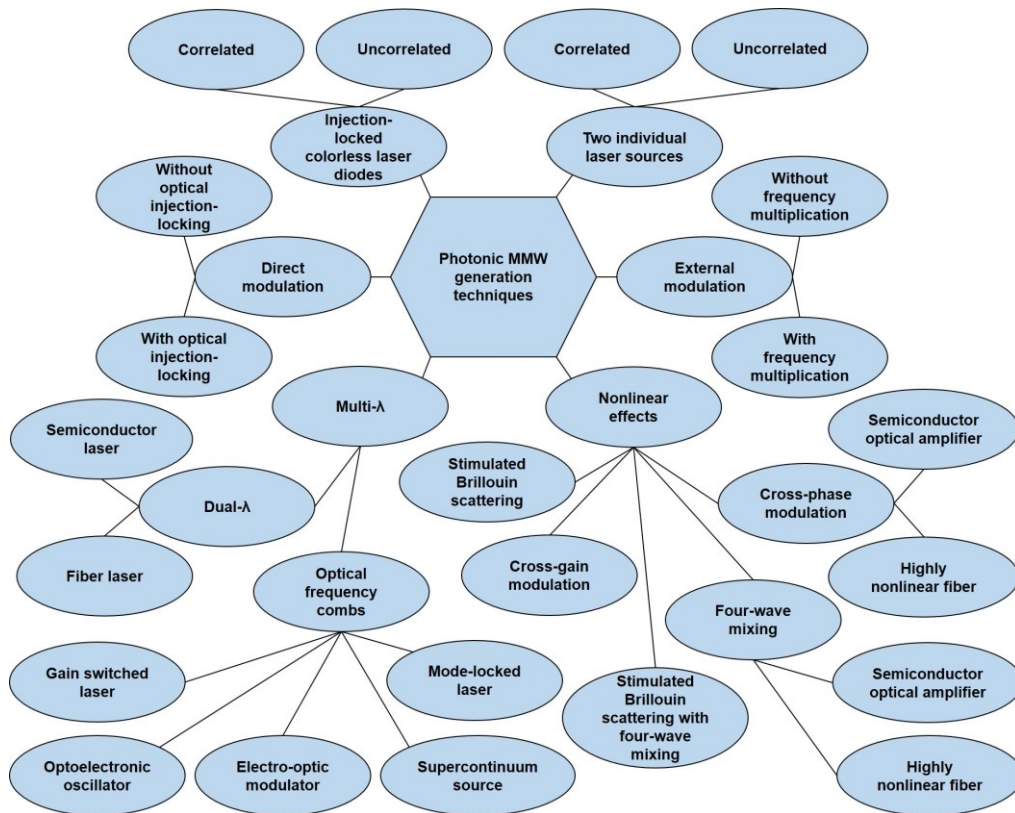 Correlated
Uncorrelated
Correlated
Uncorrelated
Injection-
locked
colorless laser
diodes
Two individual
laser sources
Without optical
injection-
locking
Without
frequency
multiplication
Direct
modulation
Photonic MMW
generation
techniques
External
modulation
With optical
injection-
locking
With
frequency
multiplication
Multi-λ
Nonlinear
effects
Semiconductor
laser
Semiconductor
optical amplifier
Stimulated
Brillouin
scattering
Dual-λ
Cross-phase
modulation
Fiber laser
Optical
frequency
combs
Cross-gain
modulation
Highly
nonlinear fiber
Four-wave
mixing
Gain switched
laser
Mode-locked
laser
Stimulated
Brillouin
scattering with
four-wave
mixing
Semiconductor
optical amplifier
Optoelectronic
oscillator
Electro-optic
modulator
Supercontinuum
source
Highly
nonlinear fiber